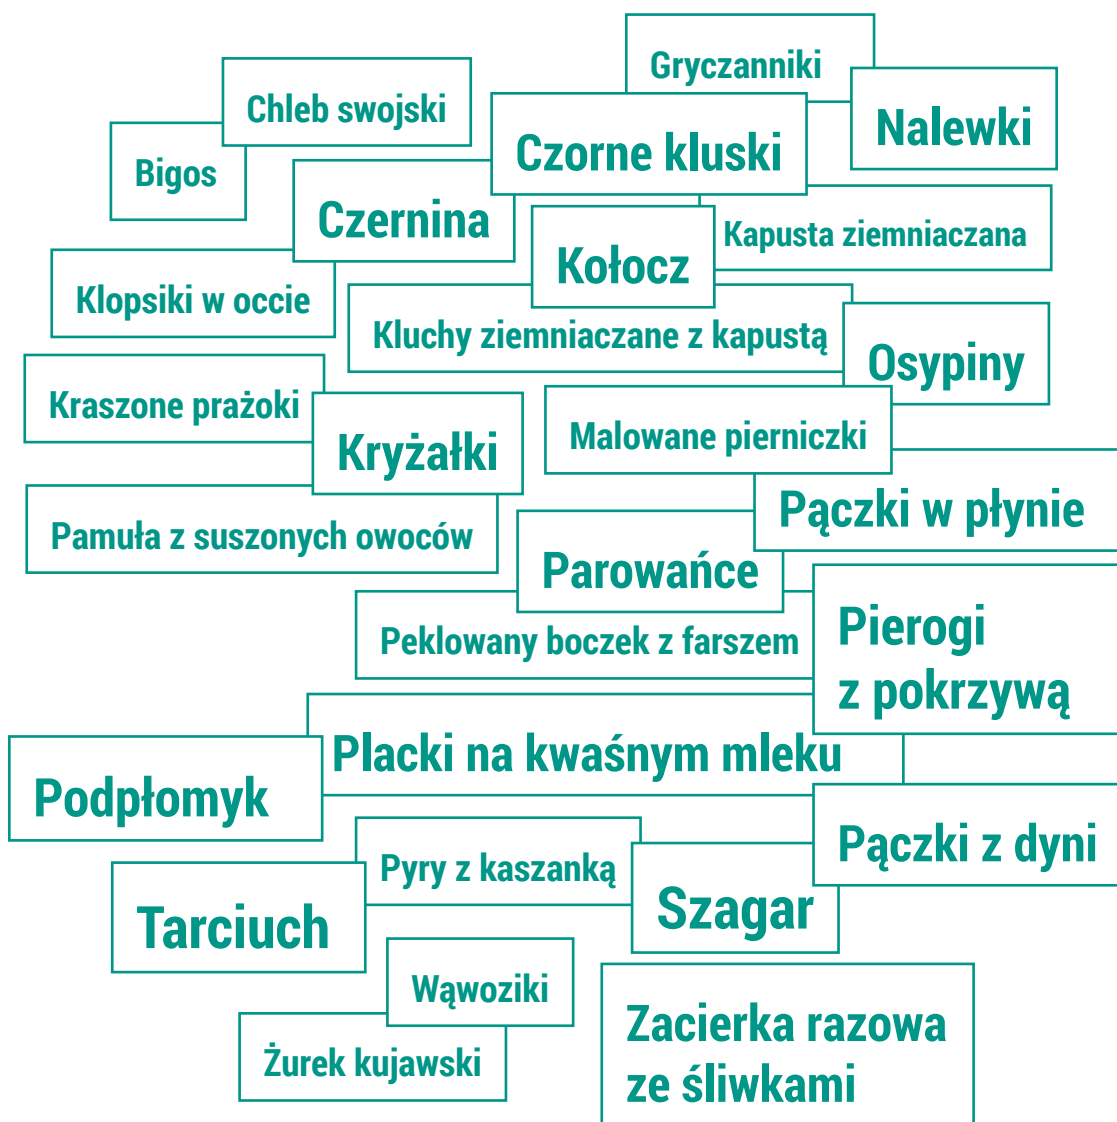 Gryczanniki
Chleb swojski
Nalewki
Czorne kluski
Bigos
Czernina
Kapusta ziemniaczana
Kołocz
Klopsiki w occie
Kluchy ziemniaczane z kapustą
Osypiny
Kraszone prażoki
Malowane pierniczki
Kryżałki
Pączki w płynie
Pamuła z suszonych owoców
Parowańce
Peklowany boczek z farszem
Pierogi
z pokrzywą
Placki na kwaśnym mleku
Podpłomyk
Pączki z dyni
Pyry z kaszanką
Szagar
Tarciuch
Wąwoziki
Zacierka razowa
ze śliwkami
Żurek kujawski